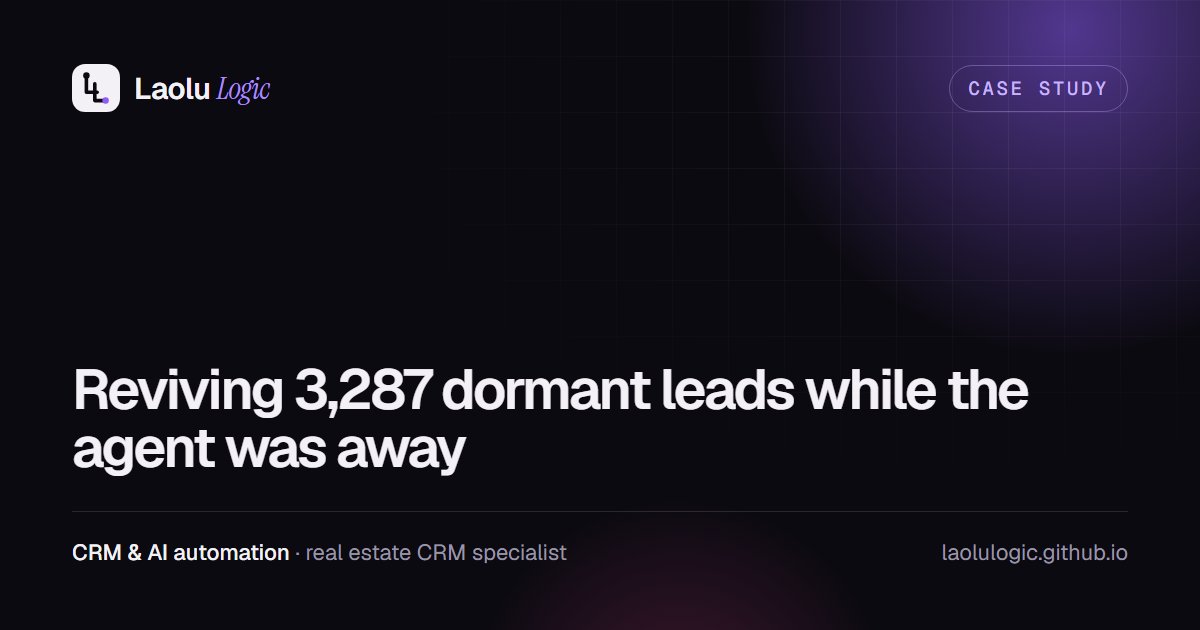 Laolu Logic
CASE STUDY
Reviving 3,287 dormant leads while the
agent was away
CRM & AI automation · real estate CRM specialist
laolulogic.github.io